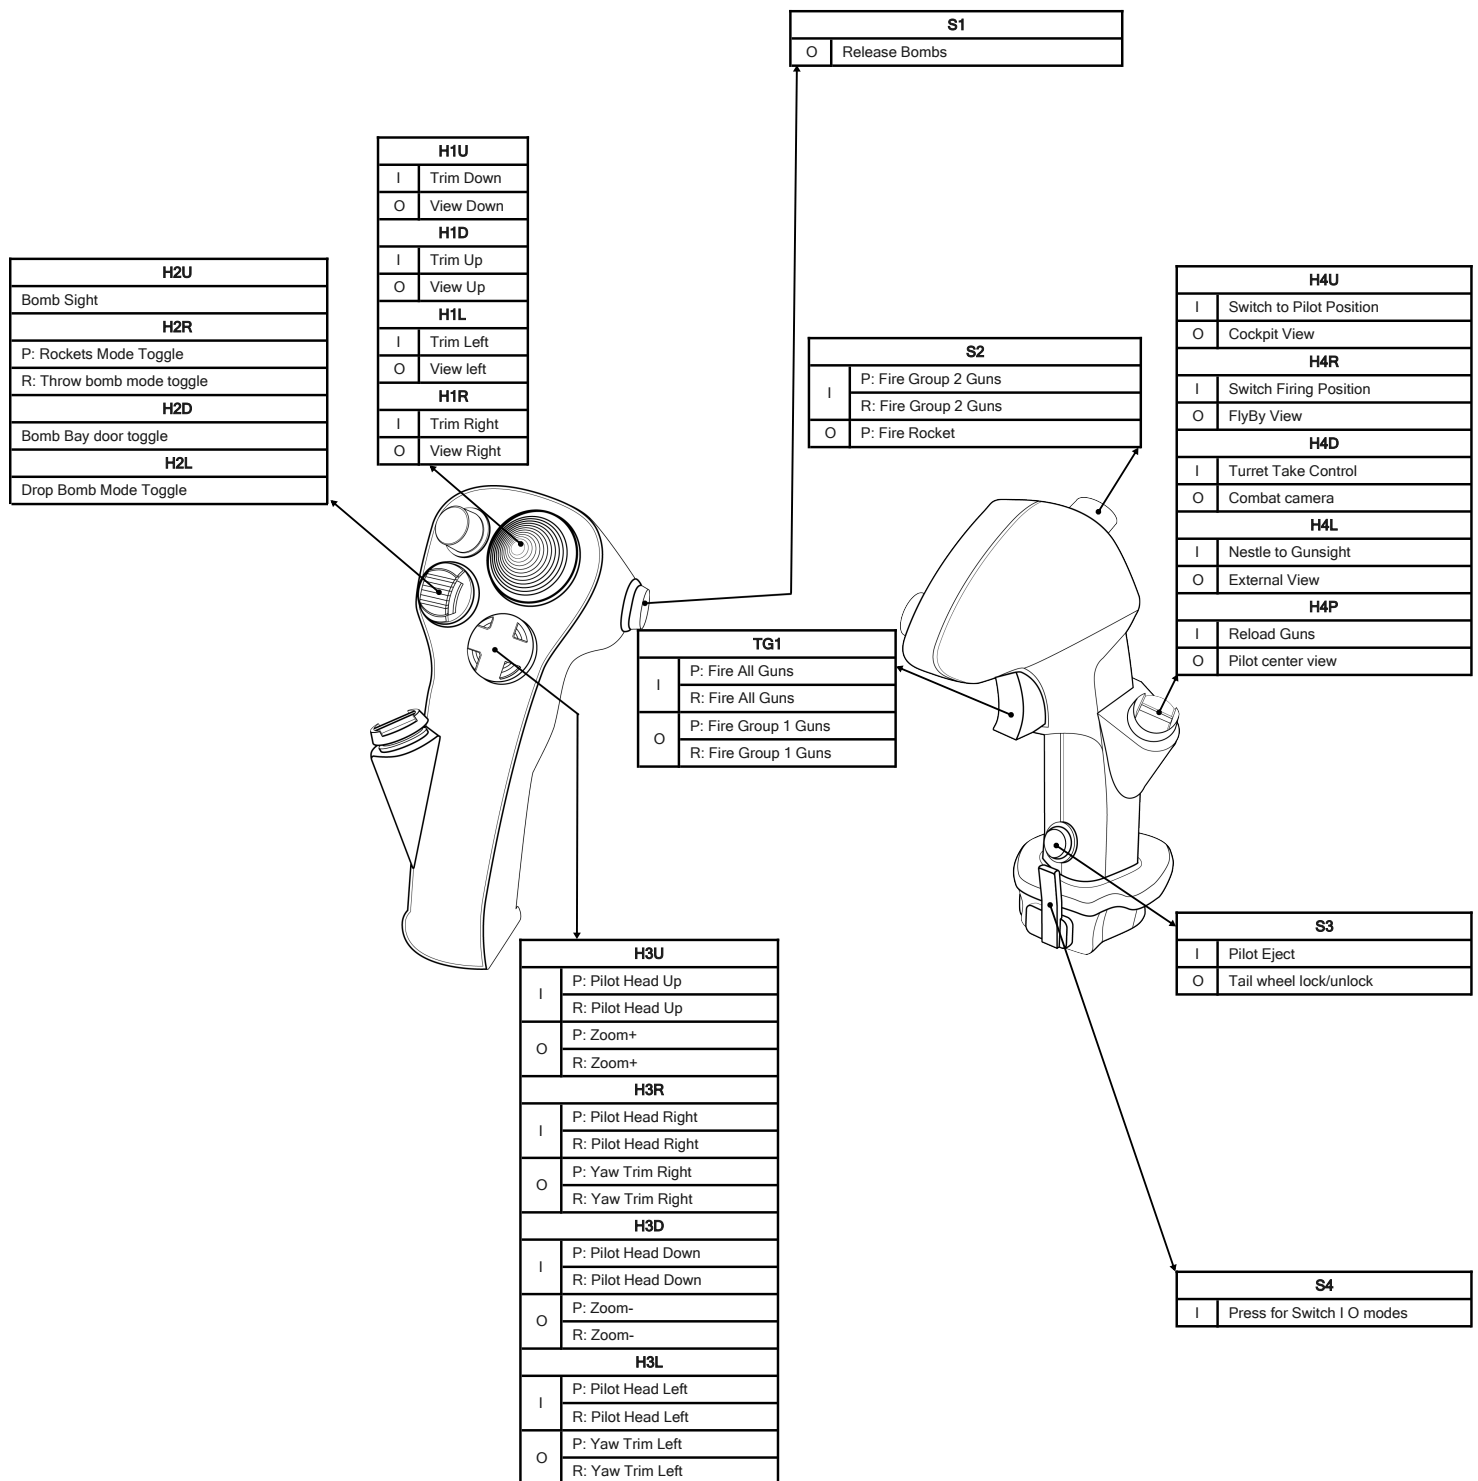 S1
O Release Bombs
H1U
I Trim Down
O View Down
H1D
I Trim Up
O View Up
H1L
I Trim Left
O View left
H1R
I Trim Right
O View Right
H2U
Bomb Sight
H2R
P: Rockets Mode Toggle
R: Throw bomb mode toggle
H2D
Bomb Bay door toggle
H2L
Drop Bomb Mode Toggle
S2
I P: Fire Group 2 Guns
R: Fire Group 2 Guns
O P: Fire Rocket
H4U
I Switch to Pilot Position
O Cockpit View
H4R
I Switch Firing Position
O FlyBy View
H4D
I Turret Take Control
O Combat camera
H4L
I Nestle to Gunsight
O External View
H4P
I Reload Guns
O Pilot center view
TG1
I P: Fire All Guns
R: Fire All Guns
O P: Fire Group 1 Guns
R: Fire Group 1 Guns
S3
I Pilot Eject
O Tail wheel lock/unlock
H3U
I P: Pilot Head Up
R: Pilot Head Up
O P: Zoom+
R: Zoom+
H3R
I P: Pilot Head Right
R: Pilot Head Right
O P: Yaw Trim Right
R: Yaw Trim Right
H3D
I P: Pilot Head Down
R: Pilot Head Down
O P: Zoom-
R: Zoom-
H3L
I P: Pilot Head Left
R: Pilot Head Left
O P: Yaw Trim Left
R: Yaw Trim Left
S4
I Press for Switch I O modes